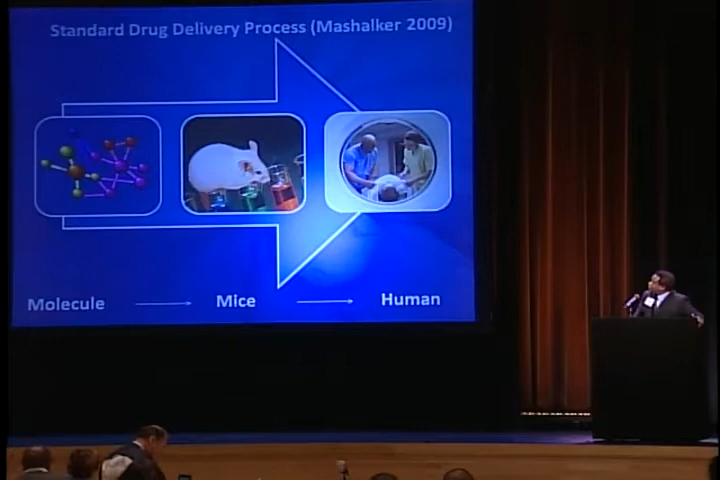 Standard Drug Delivery Process (Mashalker 2009)
Molecule → Mice → Human